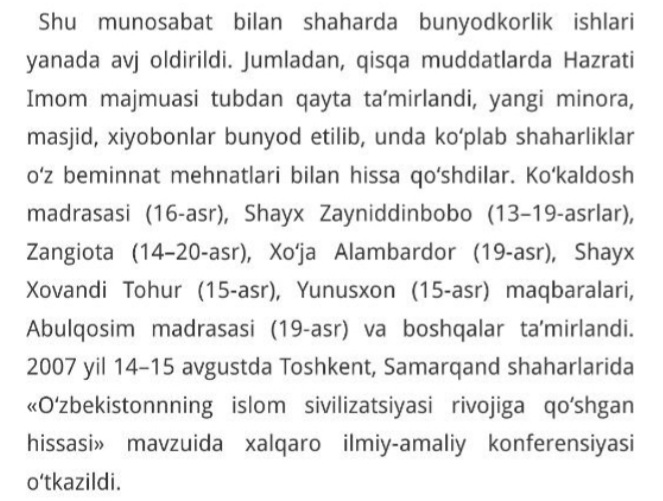 Shu munosabat bilan shaharda bunyodkorlik ishlari
yanada avj oldirildi. Jumladan, qisqa muddatlarda Hazrati
Imom majmuasi tubdan qayta ta’mirlandi, yangi minora,
masjid, xiyobonlar bunyod etilib, unda ko‘plab shaharliklar
o‘z beminnat mehnatlari bilan hissa qo‘shdilar. Ko‘kaldosh
madrasasi (16-asr), Shayx Zayniddinbobo (13–19-asrlar),
Zangiota (14–20-asr), Xo‘ja Alambardor (19-asr), Shayx
Xovandi Tohur (15-asr), Yunusxon (15-asr) maqbaralari,
Abulqosim madrasasi (19-asr) va boshqalar ta’mirlandi.
2007 yil 14–15 avgustda Toshkent, Samarqand shaharlarida
«O‘zbekistonnning islom sivilizatsiyasi rivojiga qo‘shgan
hissasi» mavzuida xalqaro ilmiy-amaliy konferensiyasi
o‘tkazildi.